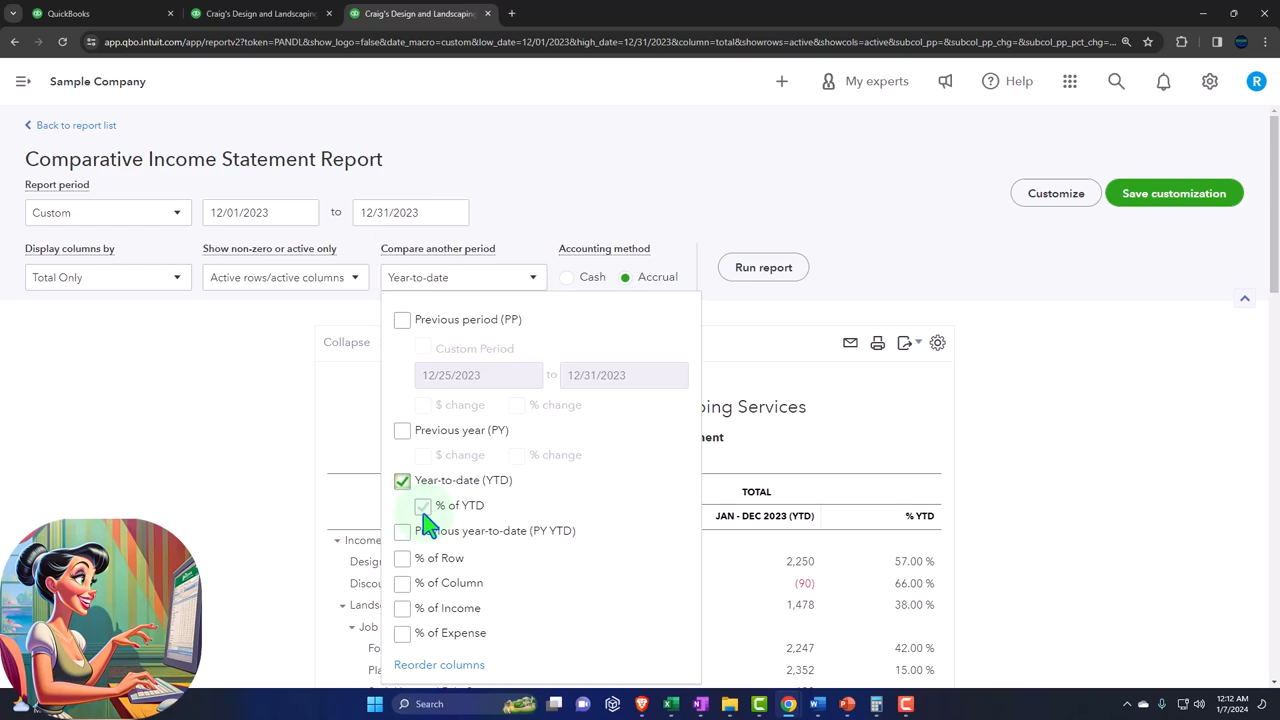 QuickBooks
Craig's Design and Landscaping
Craig's Design and Landscaping
app.qbo.intuit.com/app/report?token=PANDL&show_logo=false&date_macro=custom&low_date=12/01/2023&high_date=12/31/2023&column=total&showrows=active&showcols=active&subcol_pp=&subcol_pp_chg=&subcol_pp_pct_chg=...
Sample Company
My experts
Help
R
Back to report list
Comparative Income Statement Report
Report period
Custom
12/01/2023
to
12/31/2023
Customize
Save customization
Display columns by
Show non-zero or active only
Compare another period
Accounting method
Total Only
Active rows/active columns
Year-to-date
Cash
Accrual
Run report
Collapse
Previous period (PP)
Custom Period
12/25/2023
to
12/31/2023
$ change
% change
Previous year (PY)
$ change
% change
Year-to-date (YTD)
% of YTD
Previous year-to-date (PY YTD)
% of Row
% of Column
% of Income
% of Expense
Reorder columns
ping Services
ment
TOTAL
JAN - DEC 2023 (YTD)
% YTD
Income
Design
2,250
57.00 %
Disco
(90)
66.00 %
Lands
1,478
38.00 %
Job
Fo
2,247
42.00 %
Pla
2,352
15.00 %
Search
12:12 AM
1/7/2024